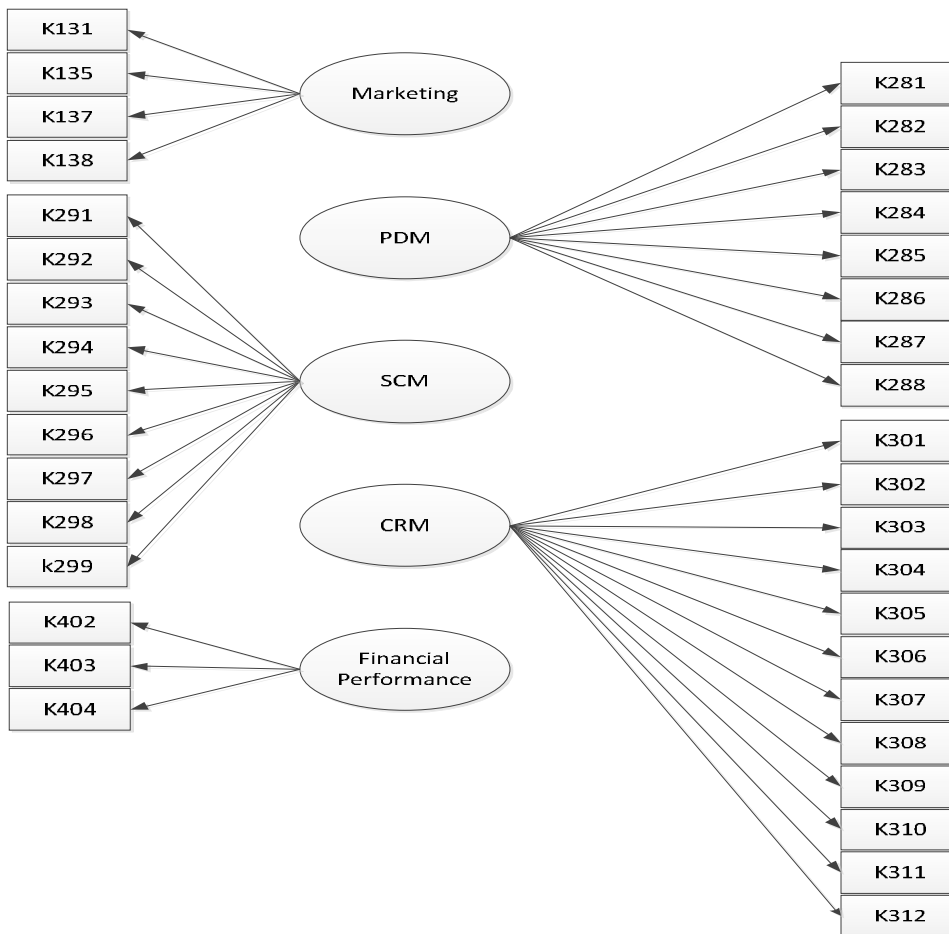 K131
K135
K137
K138
K291
K292
K293
K294
K295
K296
K297
K298
k299
K402
K403
K404
Marketing
PDM
SCM
CRM
Financial
Performance
K281
K282
K283
K284
K285
K286
K287
K288
K301
K302
K303
K304
K305
K306
K307
K308
K309
K310
K311
K312